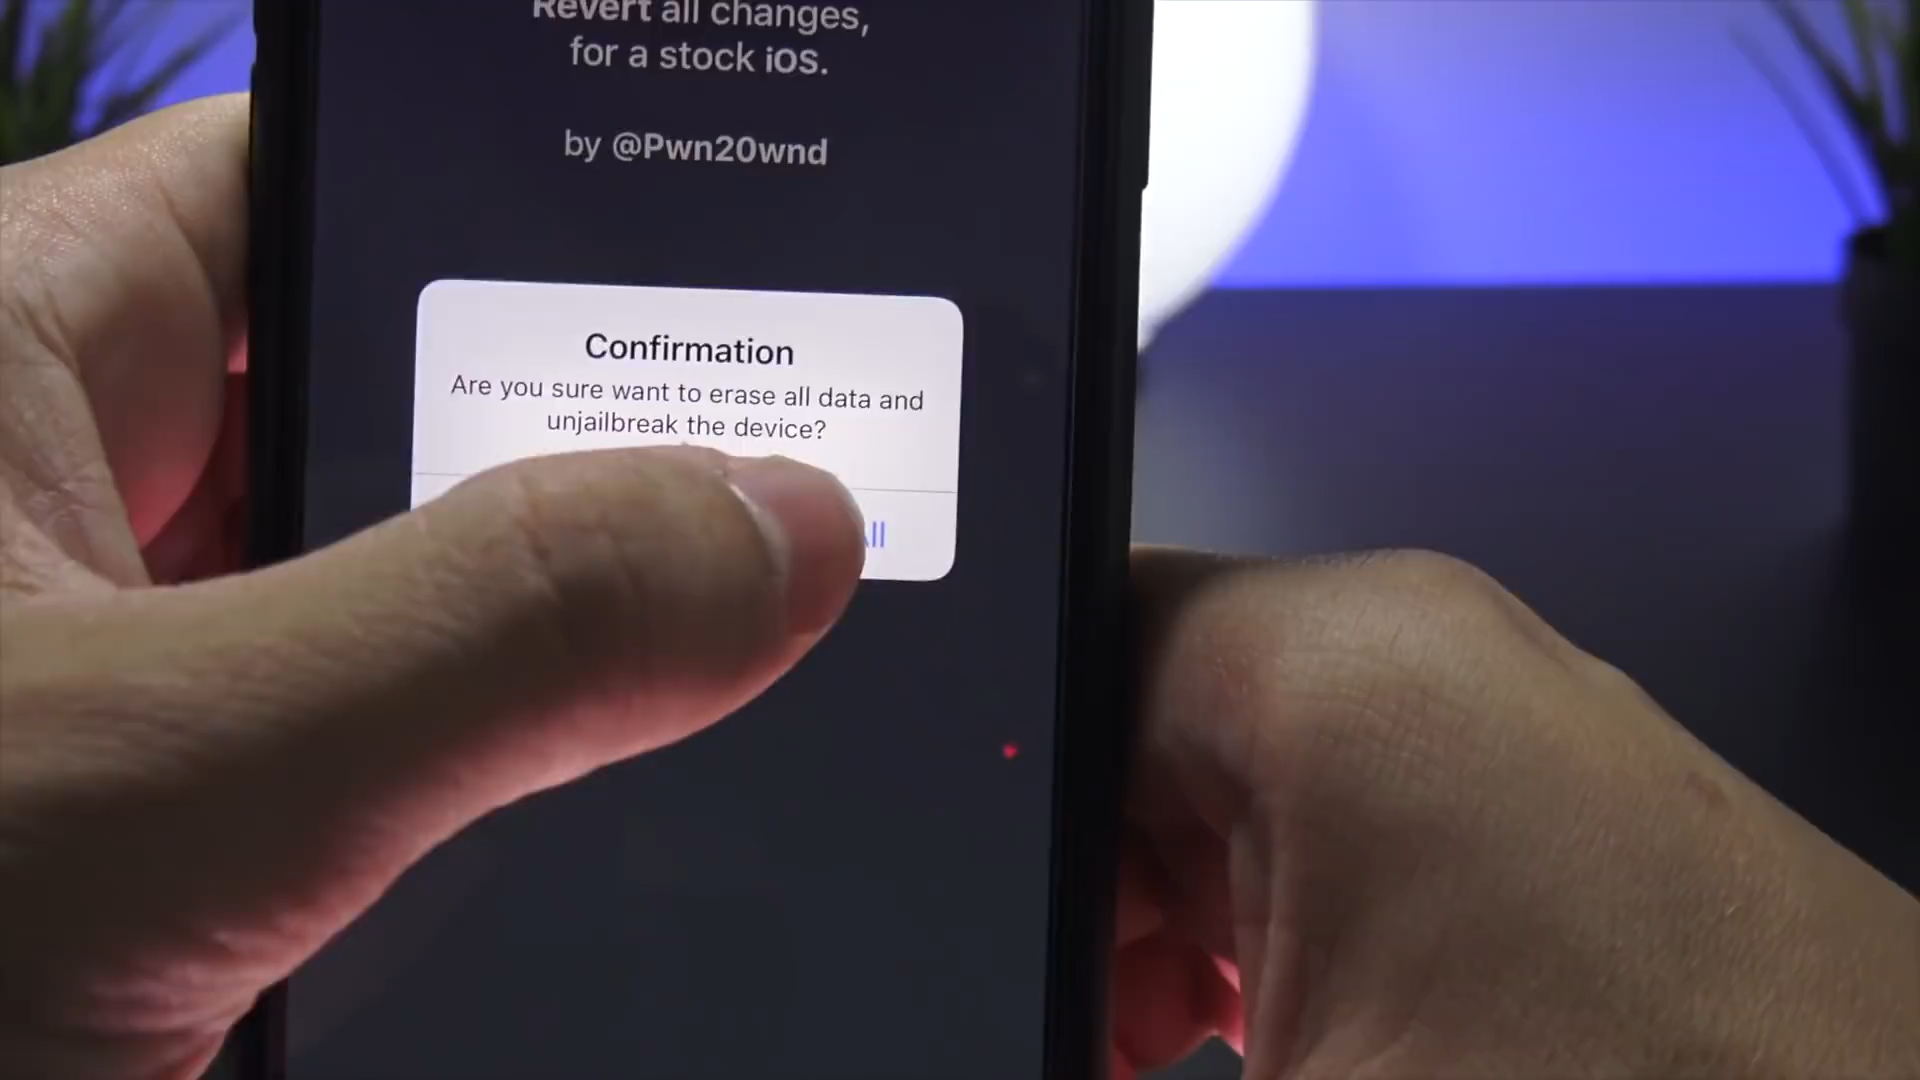 Revert all changes,
for a stock iOS.
by @Pwn20wnd
Confirmation
Are you sure want to erase all data and
unjailbreak the device?